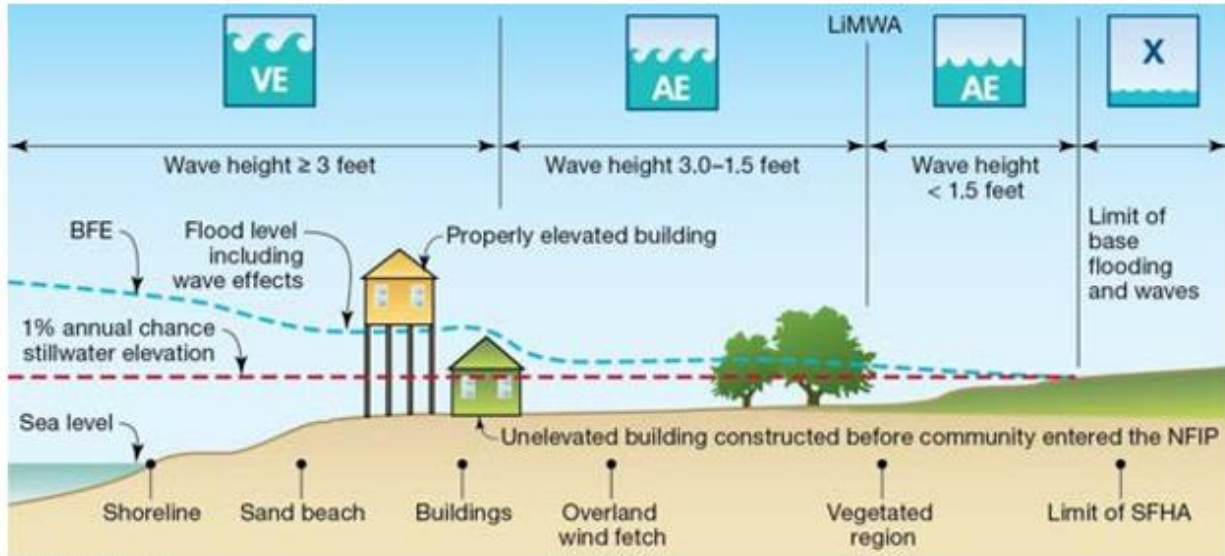 VE
AE
LiMWA
AE
X
Wave height ≥ 3 feet
Wave height 3.0–1.5 feet
Wave height
< 1.5 feet
Limit of
base
flooding
and waves
BFE
Flood level
including
wave effects
Properly elevated building
1% annual chance
stillwater elevation
Sea level
Unelevated building constructed before community entered the NFIP
Shoreline
Sand beach
Buildings
Overland
wind fetch
Vegetated
region
Limit of SFHA